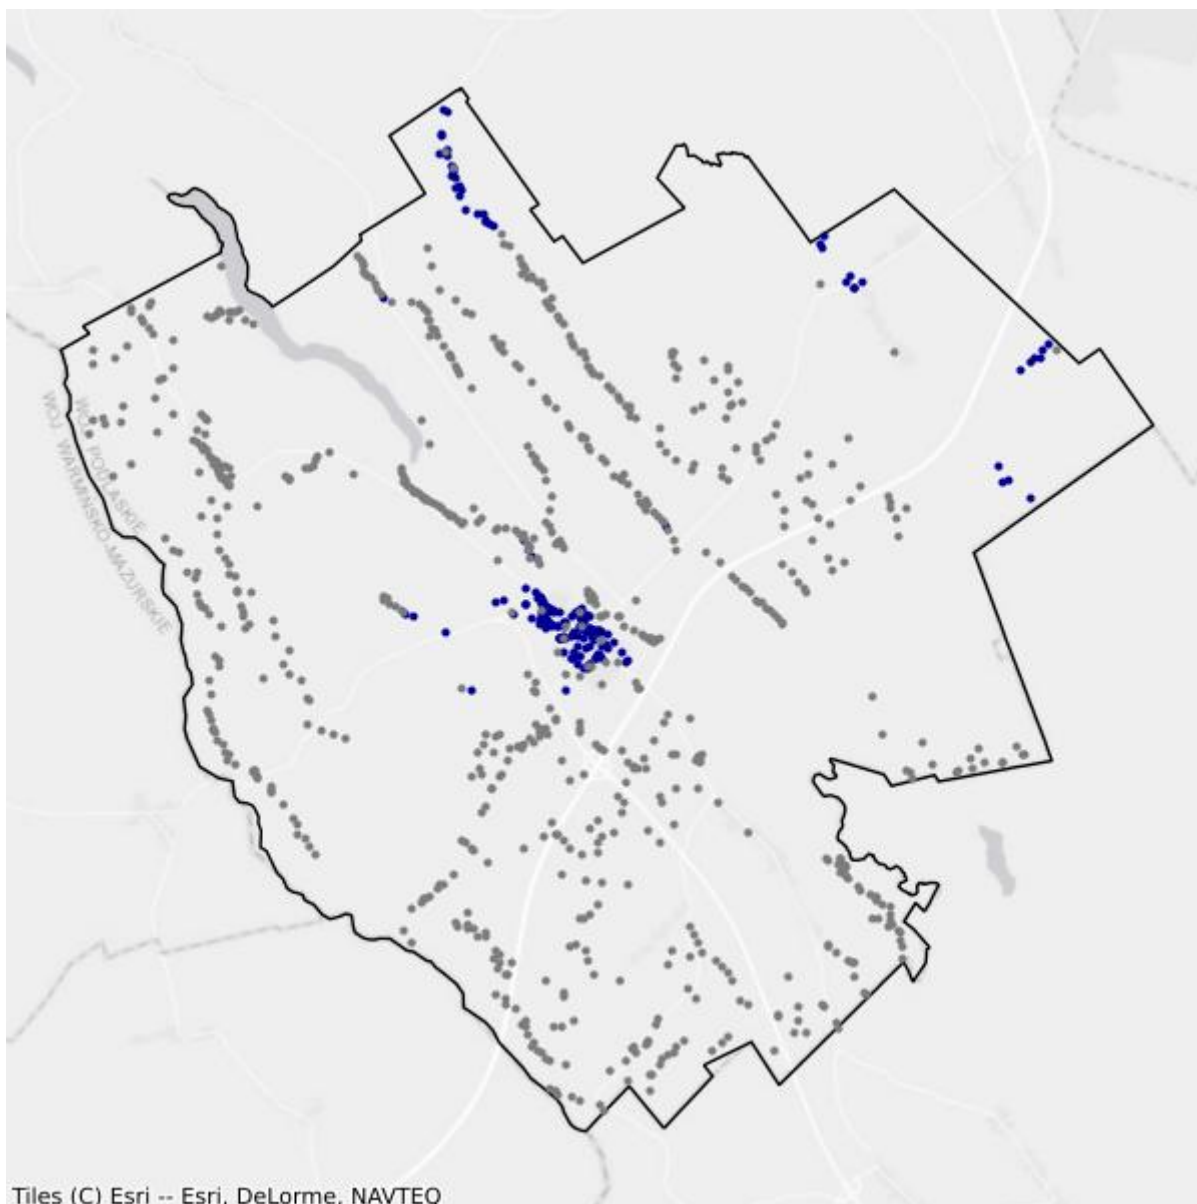 WOJ. PODLASKIE
WOJ. WARMIŃSKO-MAZURSKIE
Tiles (C) Esri -- Esri, DeLorme, NAVTEQ